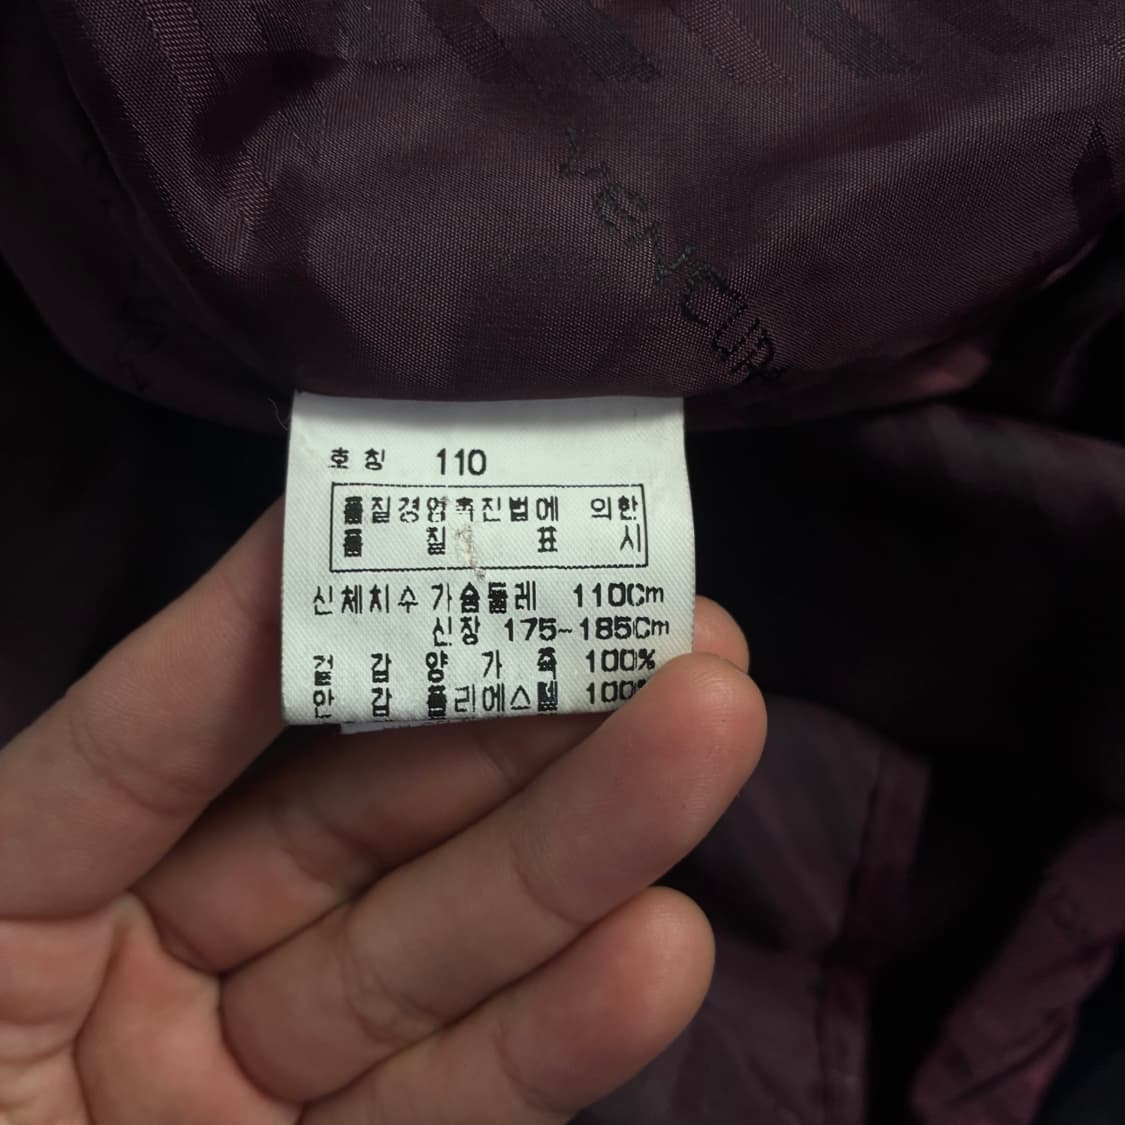 VENCUR
호칭 110
품질경영촉진법에 의한
품질표시
신체치수 가슴둘레 110Cm
신장 175~185Cm
겉감 양가죽 100%
안감 폴리에스텔 100%